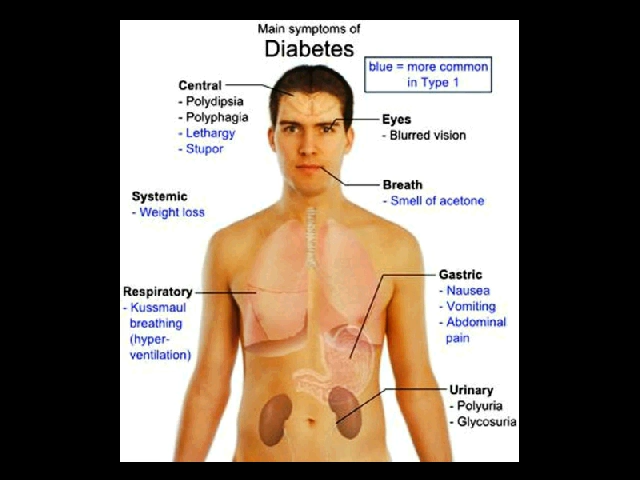 Main symptoms of
Diabetes
blue = more common
in Type 1
Central
- Polydipsia
- Polyphagia
- Lethargy
- Stupor
Eyes
- Blurred vision
Breath
- Smell of acetone
Systemic
- Weight loss
Respiratory
- Kussmaul
breathing
(hyper-
ventilation)
Gastric
- Nausea
- Vomiting
- Abdominal
pain
Urinary
- Polyuria
- Glycosuria